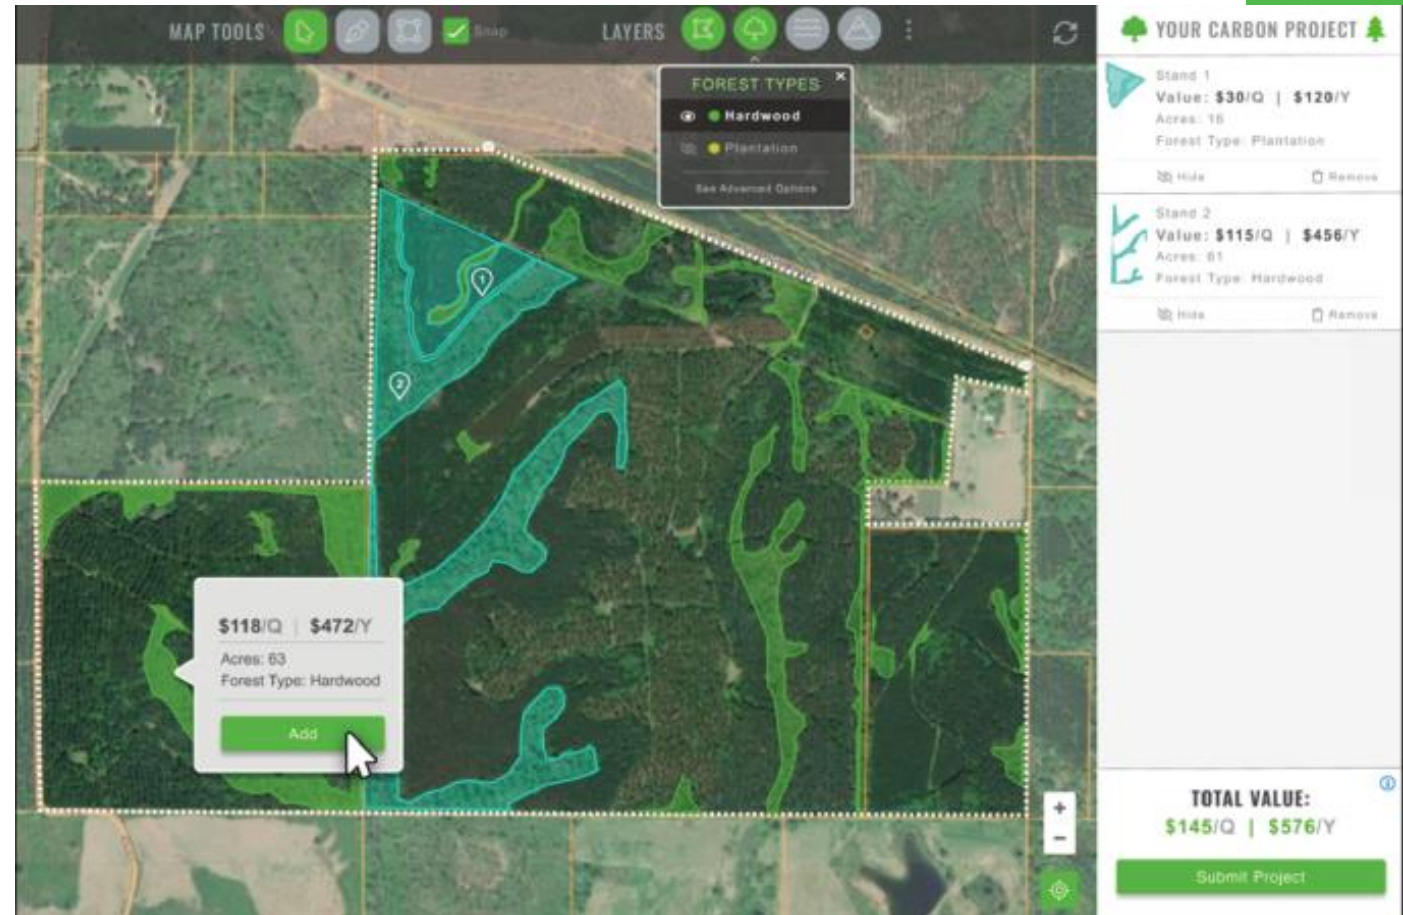 MAP TOOLS
Snap
LAYERS
FOREST TYPES
Hardwood
Plantation
See Advanced Options
1
2
$118/Q | $472/Y
Acres: 63
Forest Type: Hardwood
Add
+
−
YOUR CARBON PROJECT
Stand 1
Value: $30/Q | $120/Y
Acres: 16
Forest Type: Plantation
Hide
Remove
Stand 2
Value: $115/Q | $456/Y
Acres: 61
Forest Type: Hardwood
Hide
Remove
TOTAL VALUE:
$145/Q | $576/Y
Submit Project